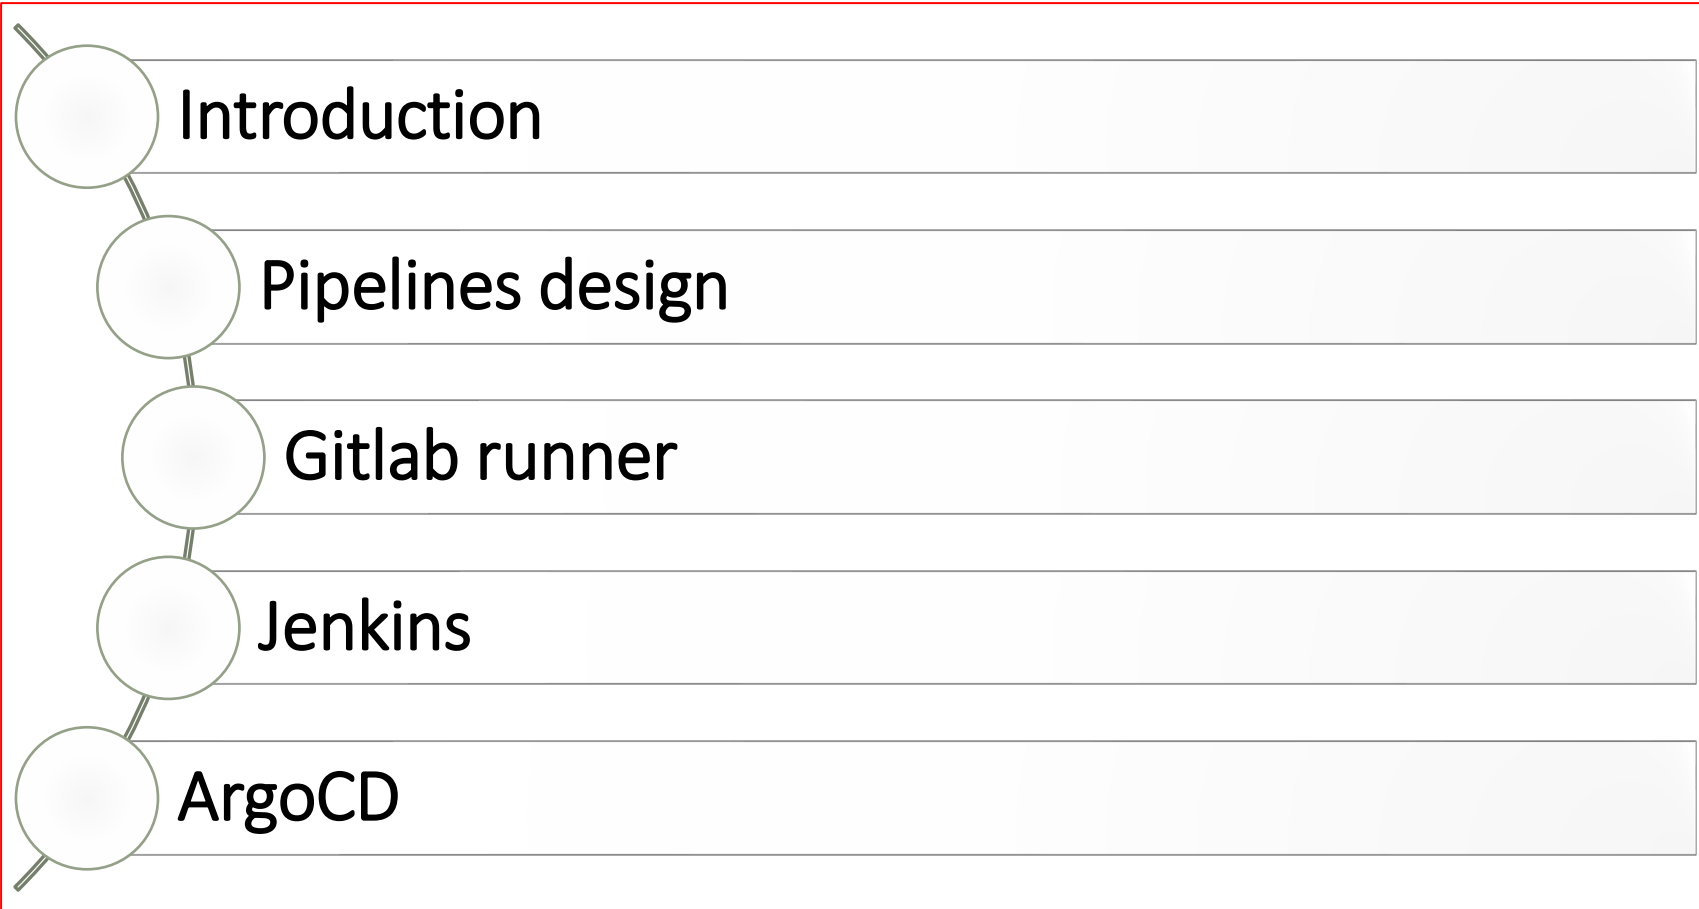 Introduction
Pipelines design
Gitlab runner
Jenkins
ArgoCD